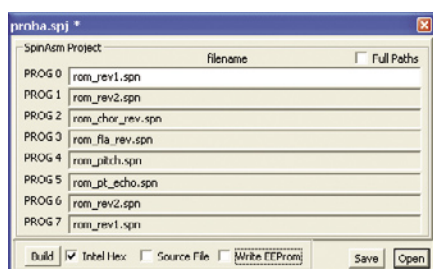 proba.spj *
SpinAsm Project
filename Full Paths
PROG 0 rom_rev1.spn
PROG 1 rom_rev2.spn
PROG 2 rom_chor_rev.spn
PROG 3 rom_fla_rev.spn
PROG 4 rom_pitch.spn
PROG 5 rom_pt_echo.spn
PROG 6 rom_rev2.spn
PROG 7 rom_rev1.spn
Build Intel Hex Source File Write EEProm Save Open